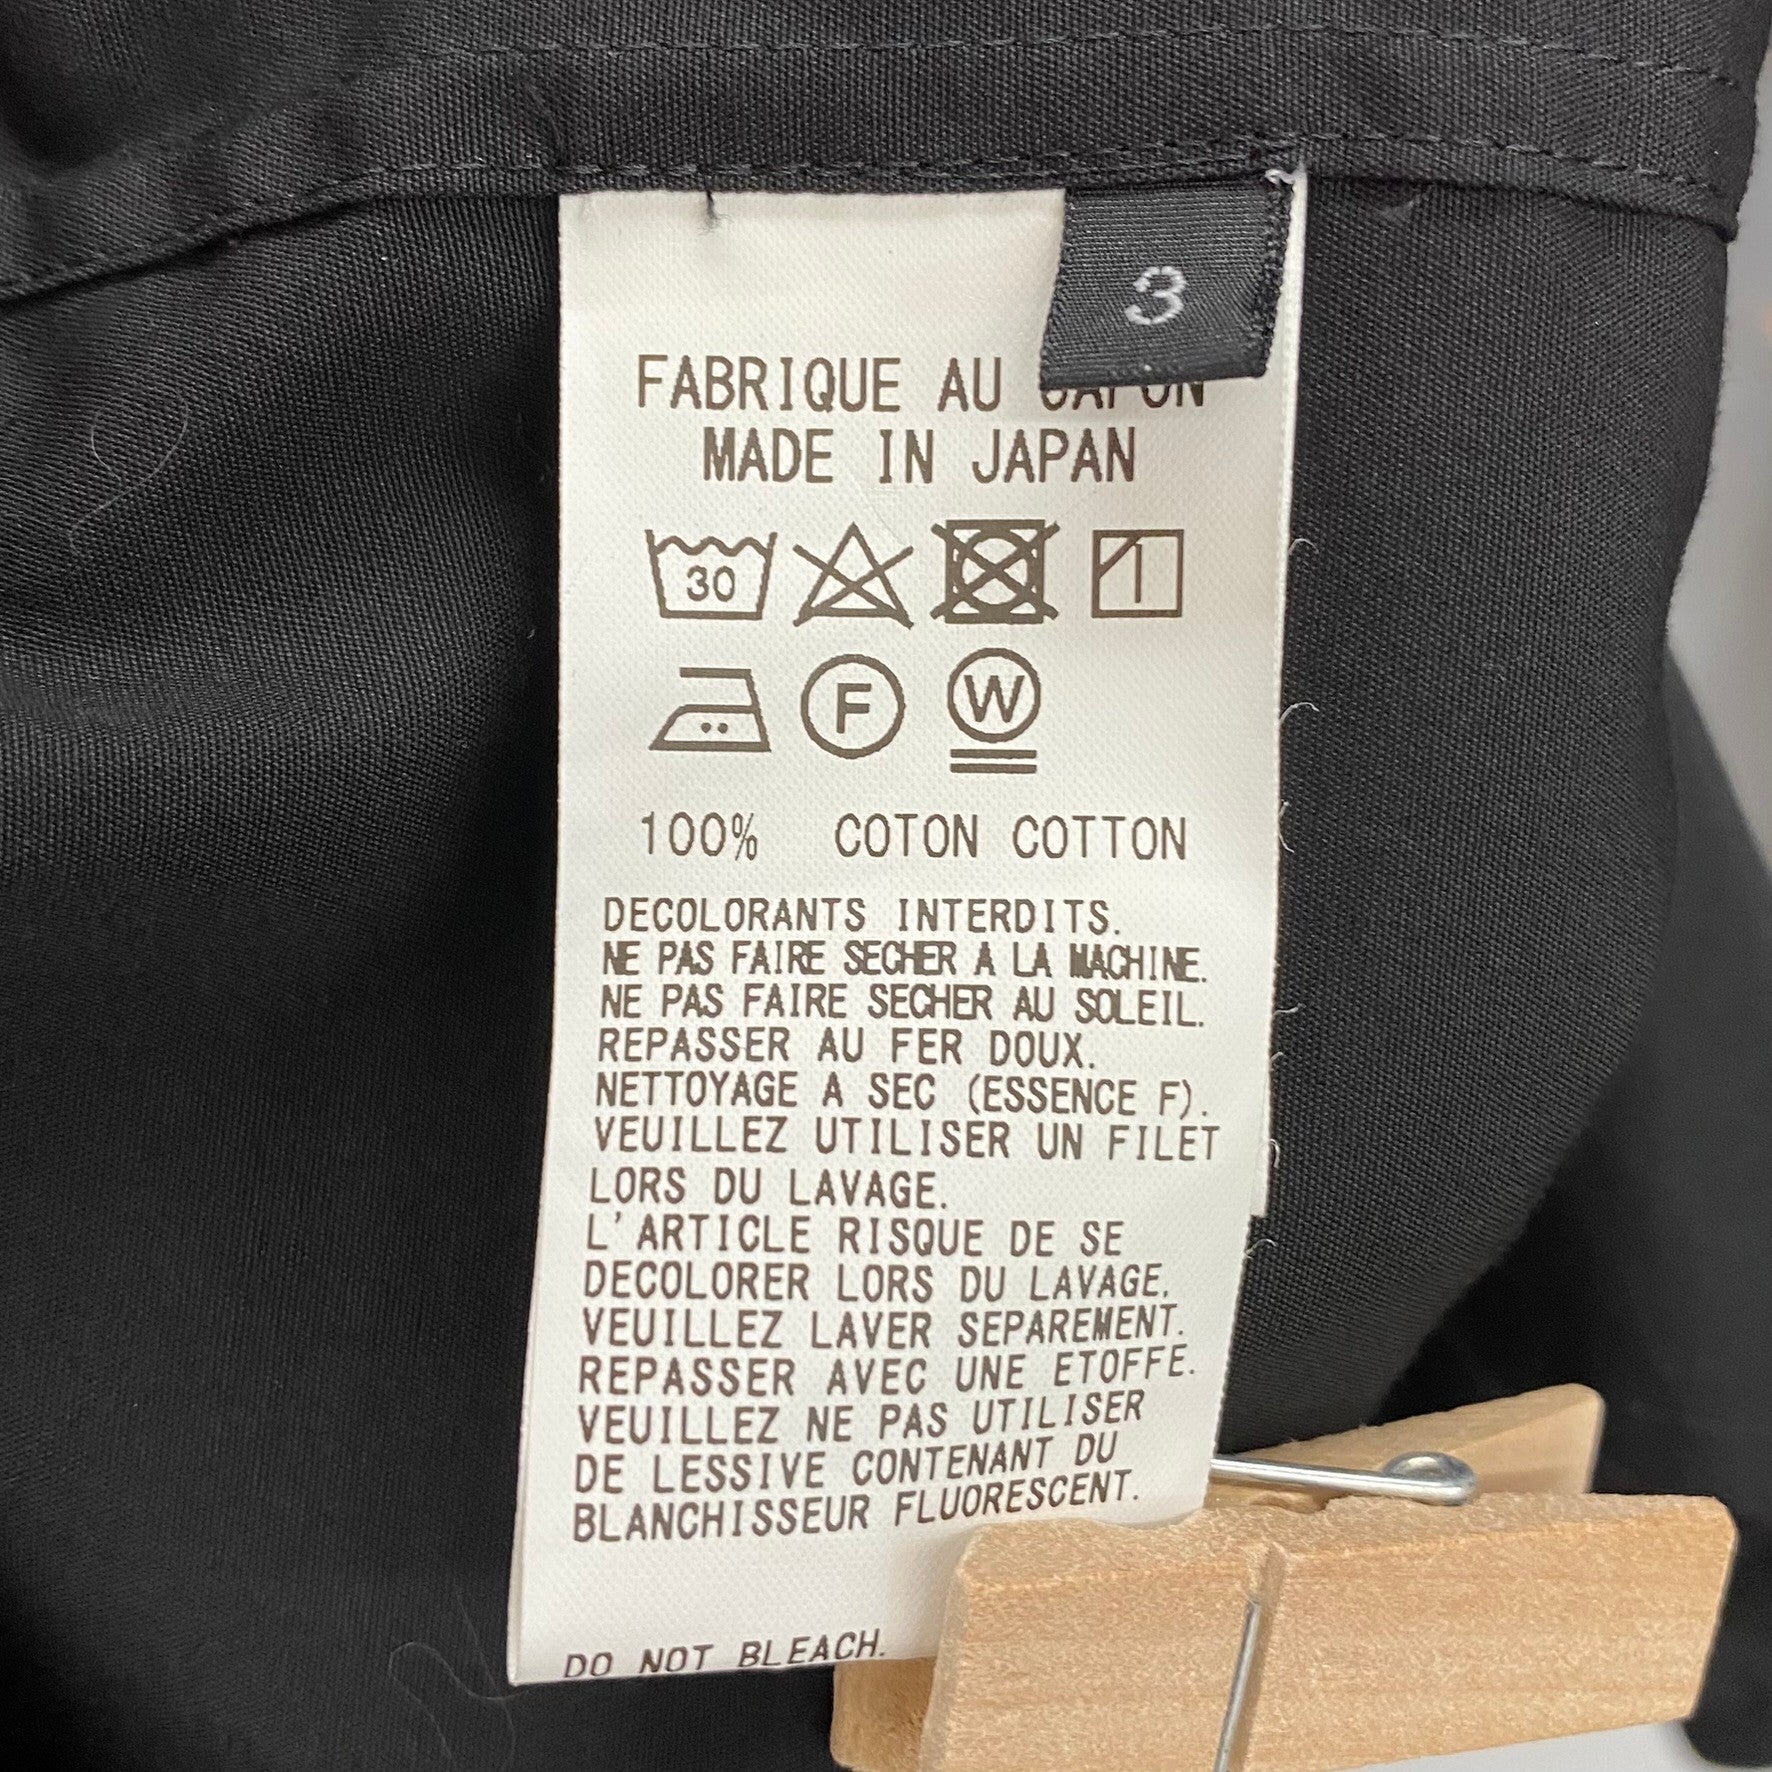 3
FABRIQUE AU JAPON
MADE IN JAPAN
30
F
W
100% COTON COTTON
DECOLORANTS INTERDITS.
NE PAS FAIRE SECHER A LA MACHINE.
NE PAS FAIRE SECHER AU SOLEIL.
REPASSER AU FER DOUX.
NETTOYAGE A SEC (ESSENCE F).
VEUILLEZ UTILISER UN FILET
LORS DU LAVAGE.
L'ARTICLE RISQUE DE SE
DECOLORER LORS DU LAVAGE,
VEUILLEZ LAVER SEPAREMENT.
REPASSER AVEC UNE ETOFFE.
VEUILLEZ NE PAS UTILISER
DE LESSIVE CONTENANT DU
BLANCHISSEUR FLUORESCENT.
DO NOT BLEACH.